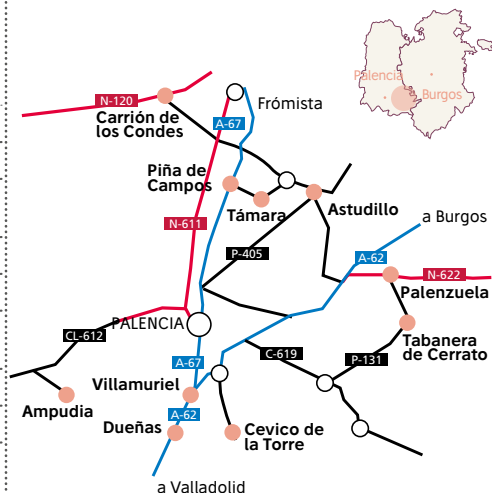 Palencia
Burgos
N-120
Frómista
Carrión de
los Condes
A-67
Piña de
Campos
Támara
Astudillo
a Burgos
N-611
P-405
A-62
N-622
Palenzuela
PALENCIA
CL-612
Tabanera
de Cerrato
C-619
P-131
A-67
Villamuriel
Ampudia
A-62
Dueñas
Cevico de
la Torre
a Valladolid